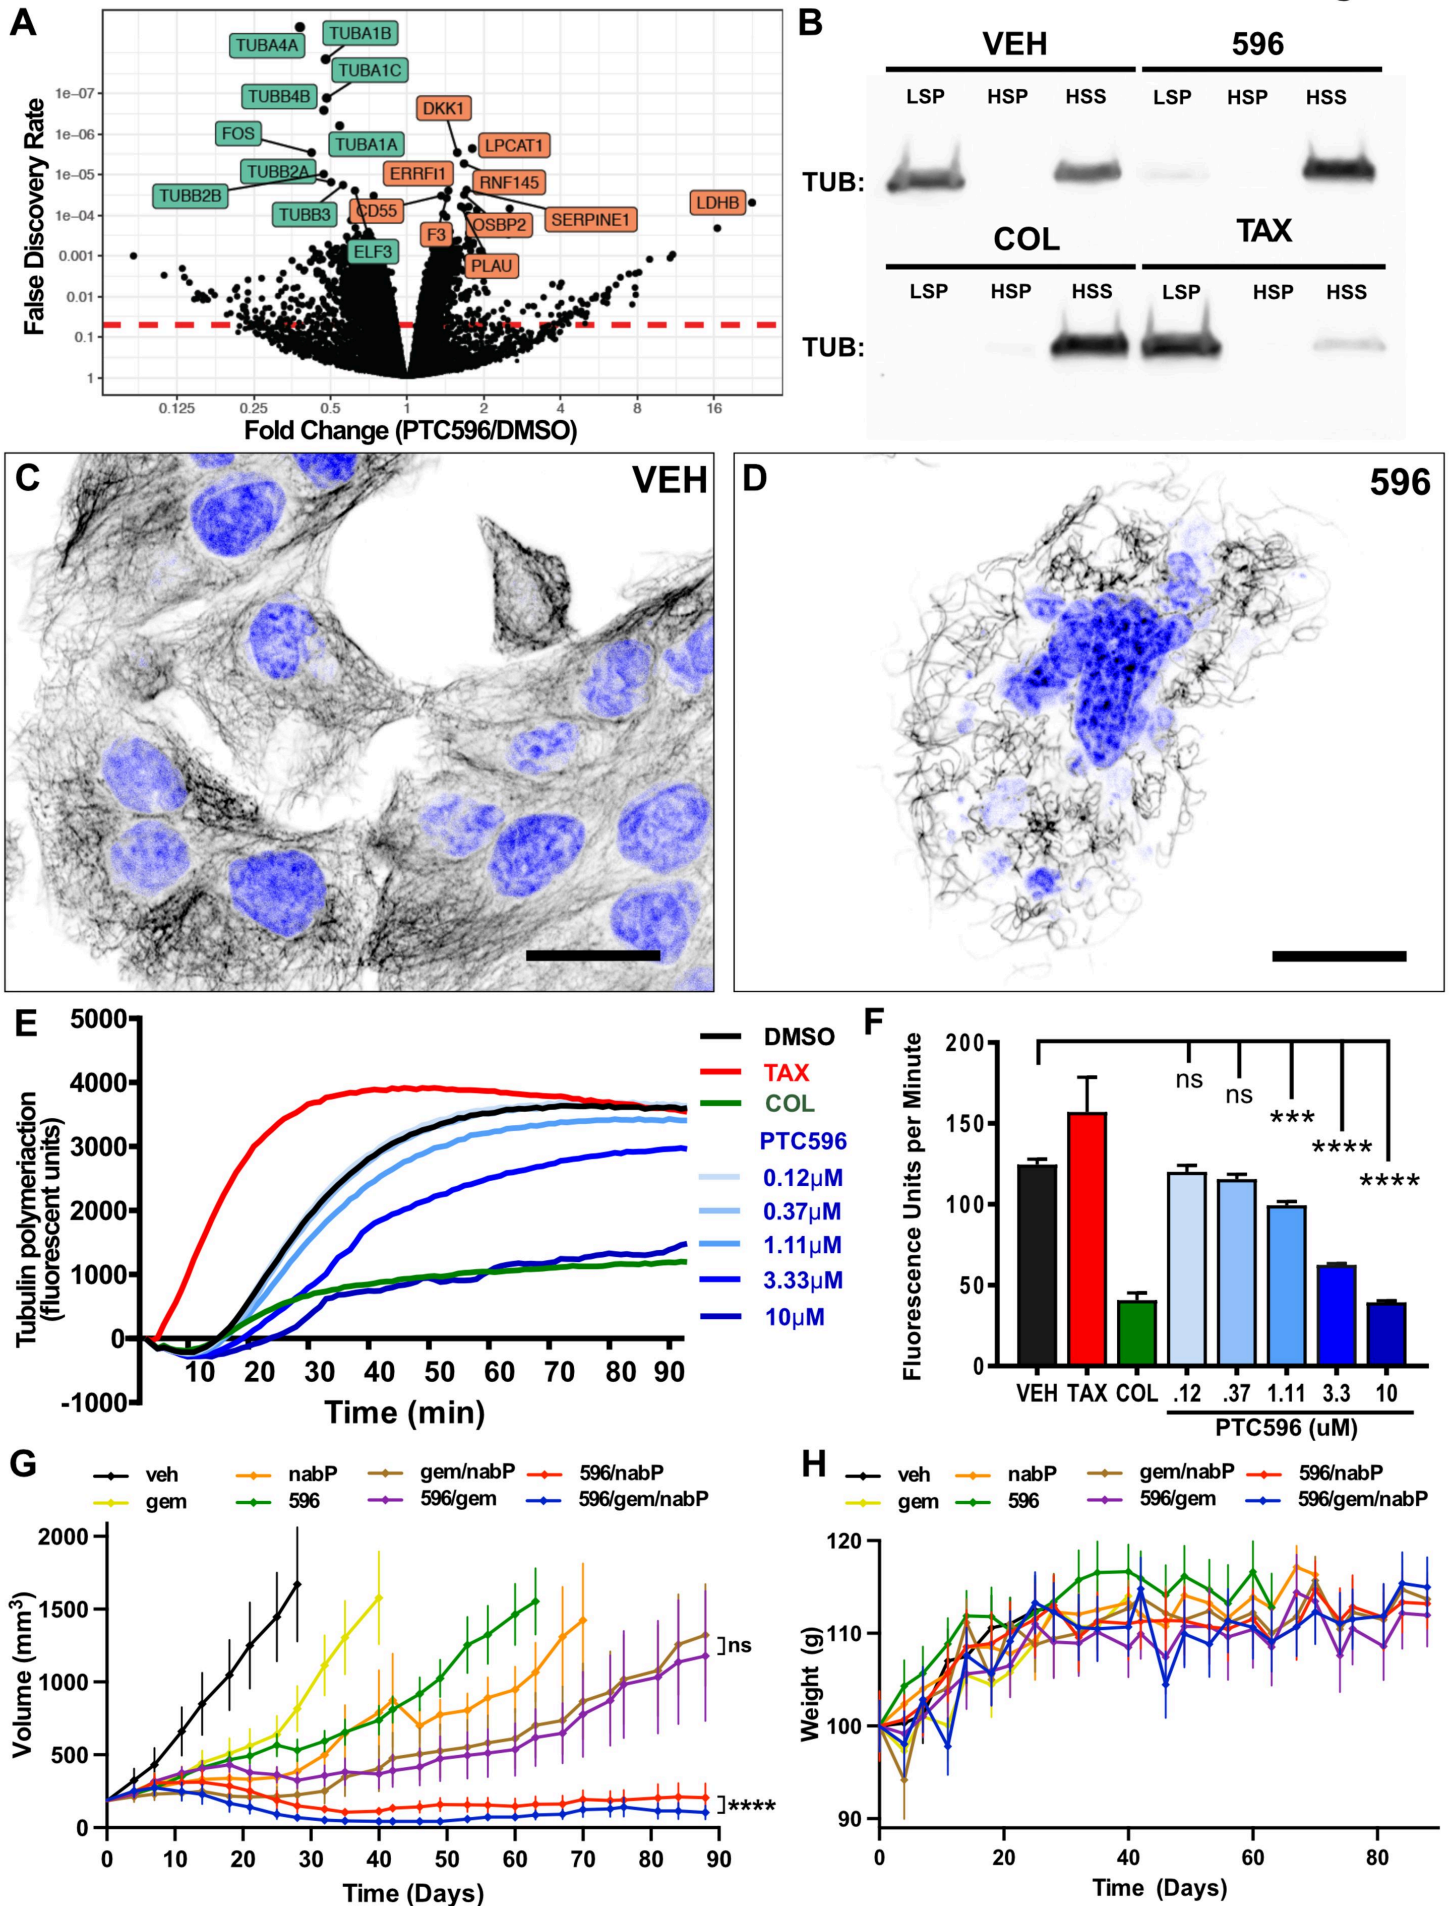 A
TUBA4A
TUBA1B
TUBA1C
TUBB4B
DKK1
FOS
TUBA1A
LPCAT1
TUBB2A
ERRFI1
RNF145
TUBB2B
TUBB3
CD55
F3
OSBP2
SERPINE1
LDHB
ELF3
PLAU
False Discovery Rate
1e-07
1e-06
1e-05
1e-04
0.001
0.01
0.1
1
0.125 0.25 0.5 1 2 4 8 16
Fold Change (PTC596/DMSO)
B
VEH 596
LSP HSP HSS LSP HSP HSS
TUB:
COL TAX
LSP HSP HSS LSP HSP HSS
TUB:
C VEH
D 596
E
Tubulin polymeriaction
(fluorescent units)
5000
4000
3000
2000
1000
0
-1000
10 20 30 40 50 60 70 80 90
Time (min)
DMSO
TAX
COL
PTC596
0.12µM
0.37µM
1.11µM
3.33µM
10µM
F
Fluorescence Units per Minute
200
150
100
50
0
ns ns *** **** ****
VEH TAX COL .12 .37 1.11 3.3 10
PTC596 (uM)
G
veh nabP gem/nabP 596/nabP
gem 596 596/gem 596/gem/nabP
Volume (mm³)
2000
1500
1000
500
0
ns
****
0 10 20 30 40 50 60 70 80 90
Time (Days)
H
veh nabP gem/nabP 596/nabP
gem 596 596/gem 596/gem/nabP
Weight (g)
120
110
100
90
0 20 40 60 80
Time (Days)